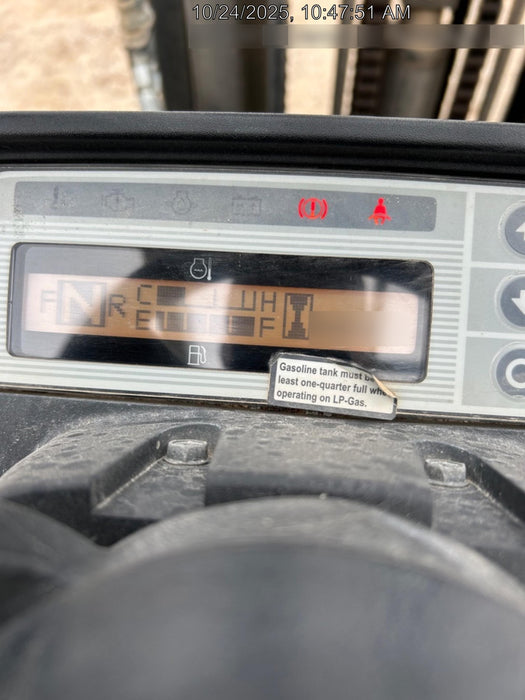 10/24/2025, 10:47:51 AM
F N R C H
E F
Gasoline tank must be
least one-quarter full
operating on LP-Gas.